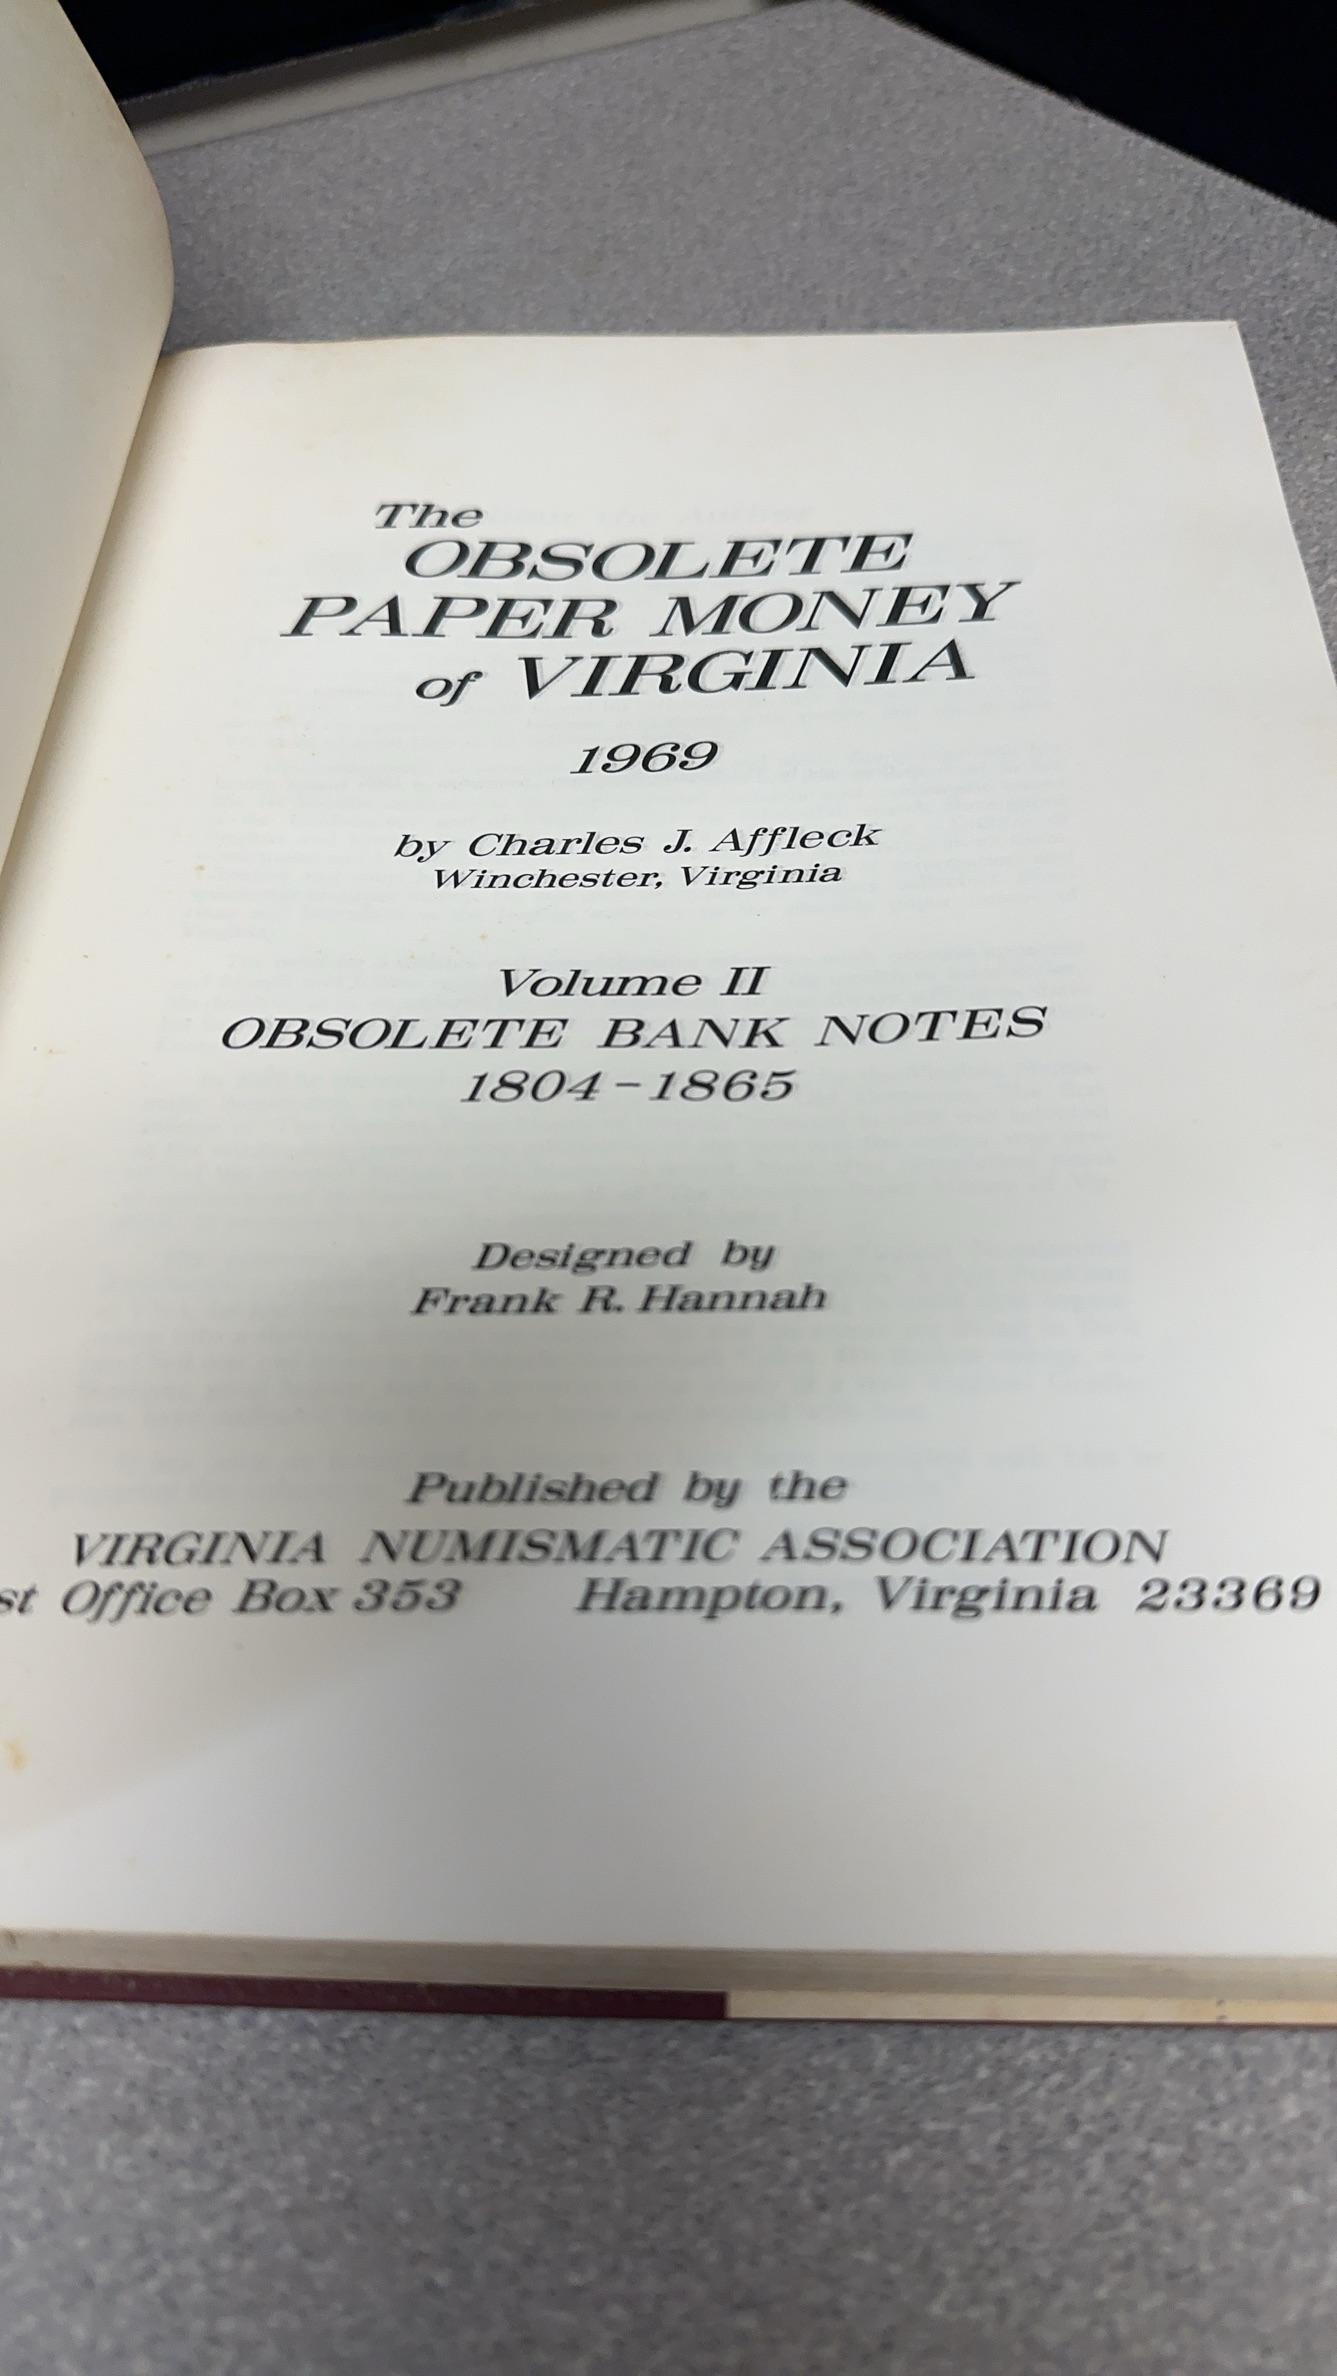 The
OBSOLETE
PAPER MONEY
of VIRGINIA
1969
by Charles J. Affleck
Winchester, Virginia
Volume II
OBSOLETE BANK NOTES
1804-1865
Designed by
Frank R. Hannah
Published by the
VIRGINIA NUMISMATIC ASSOCIATION
st Office Box 353 Hampton, Virginia 23369